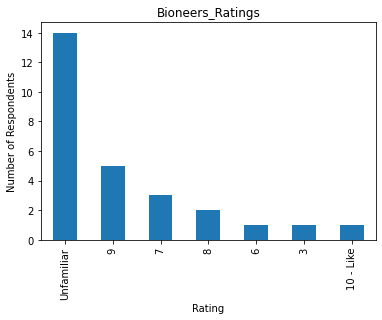 Bioneers_Ratings
Number of Respondents
14
12
10
8
6
4
2
0
Unfamiliar
9
7
8
6
3
10 - Like
Rating